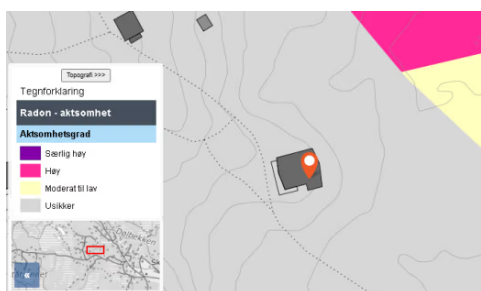 Topografi >>>
Tegnforklaring
Radon - aktsomhet
Aktsomhetsgrad
Særlig høy
Høy
Moderat til lav
Usikker
«